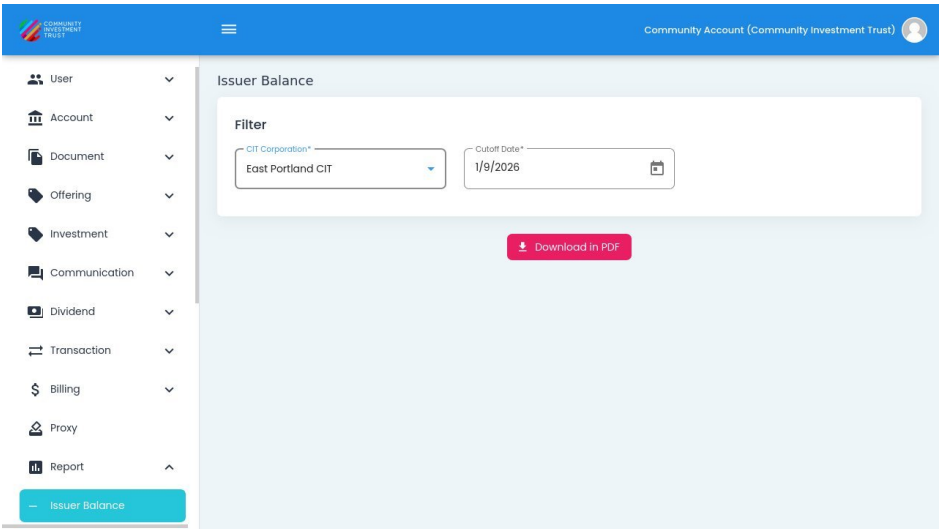 COMMUNITY
INVESTMENT
TRUST
Community Account (Community Investment Trust)
User
Account
Document
Offering
Investment
Communication
Dividend
Transaction
Billing
Proxy
Report
Issuer Balance
Issuer Balance
Filter
CIT Corporation*
East Portland CIT
Cutoff Date*
1/9/2026
Download in PDF